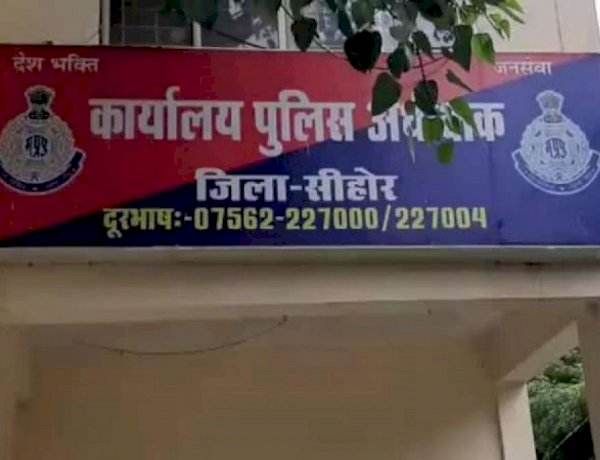 देश भक्ति जनसेवा
कार्यालय पुलिस
जिला-सीहोर
दूरभाषः-07562-227000/227004